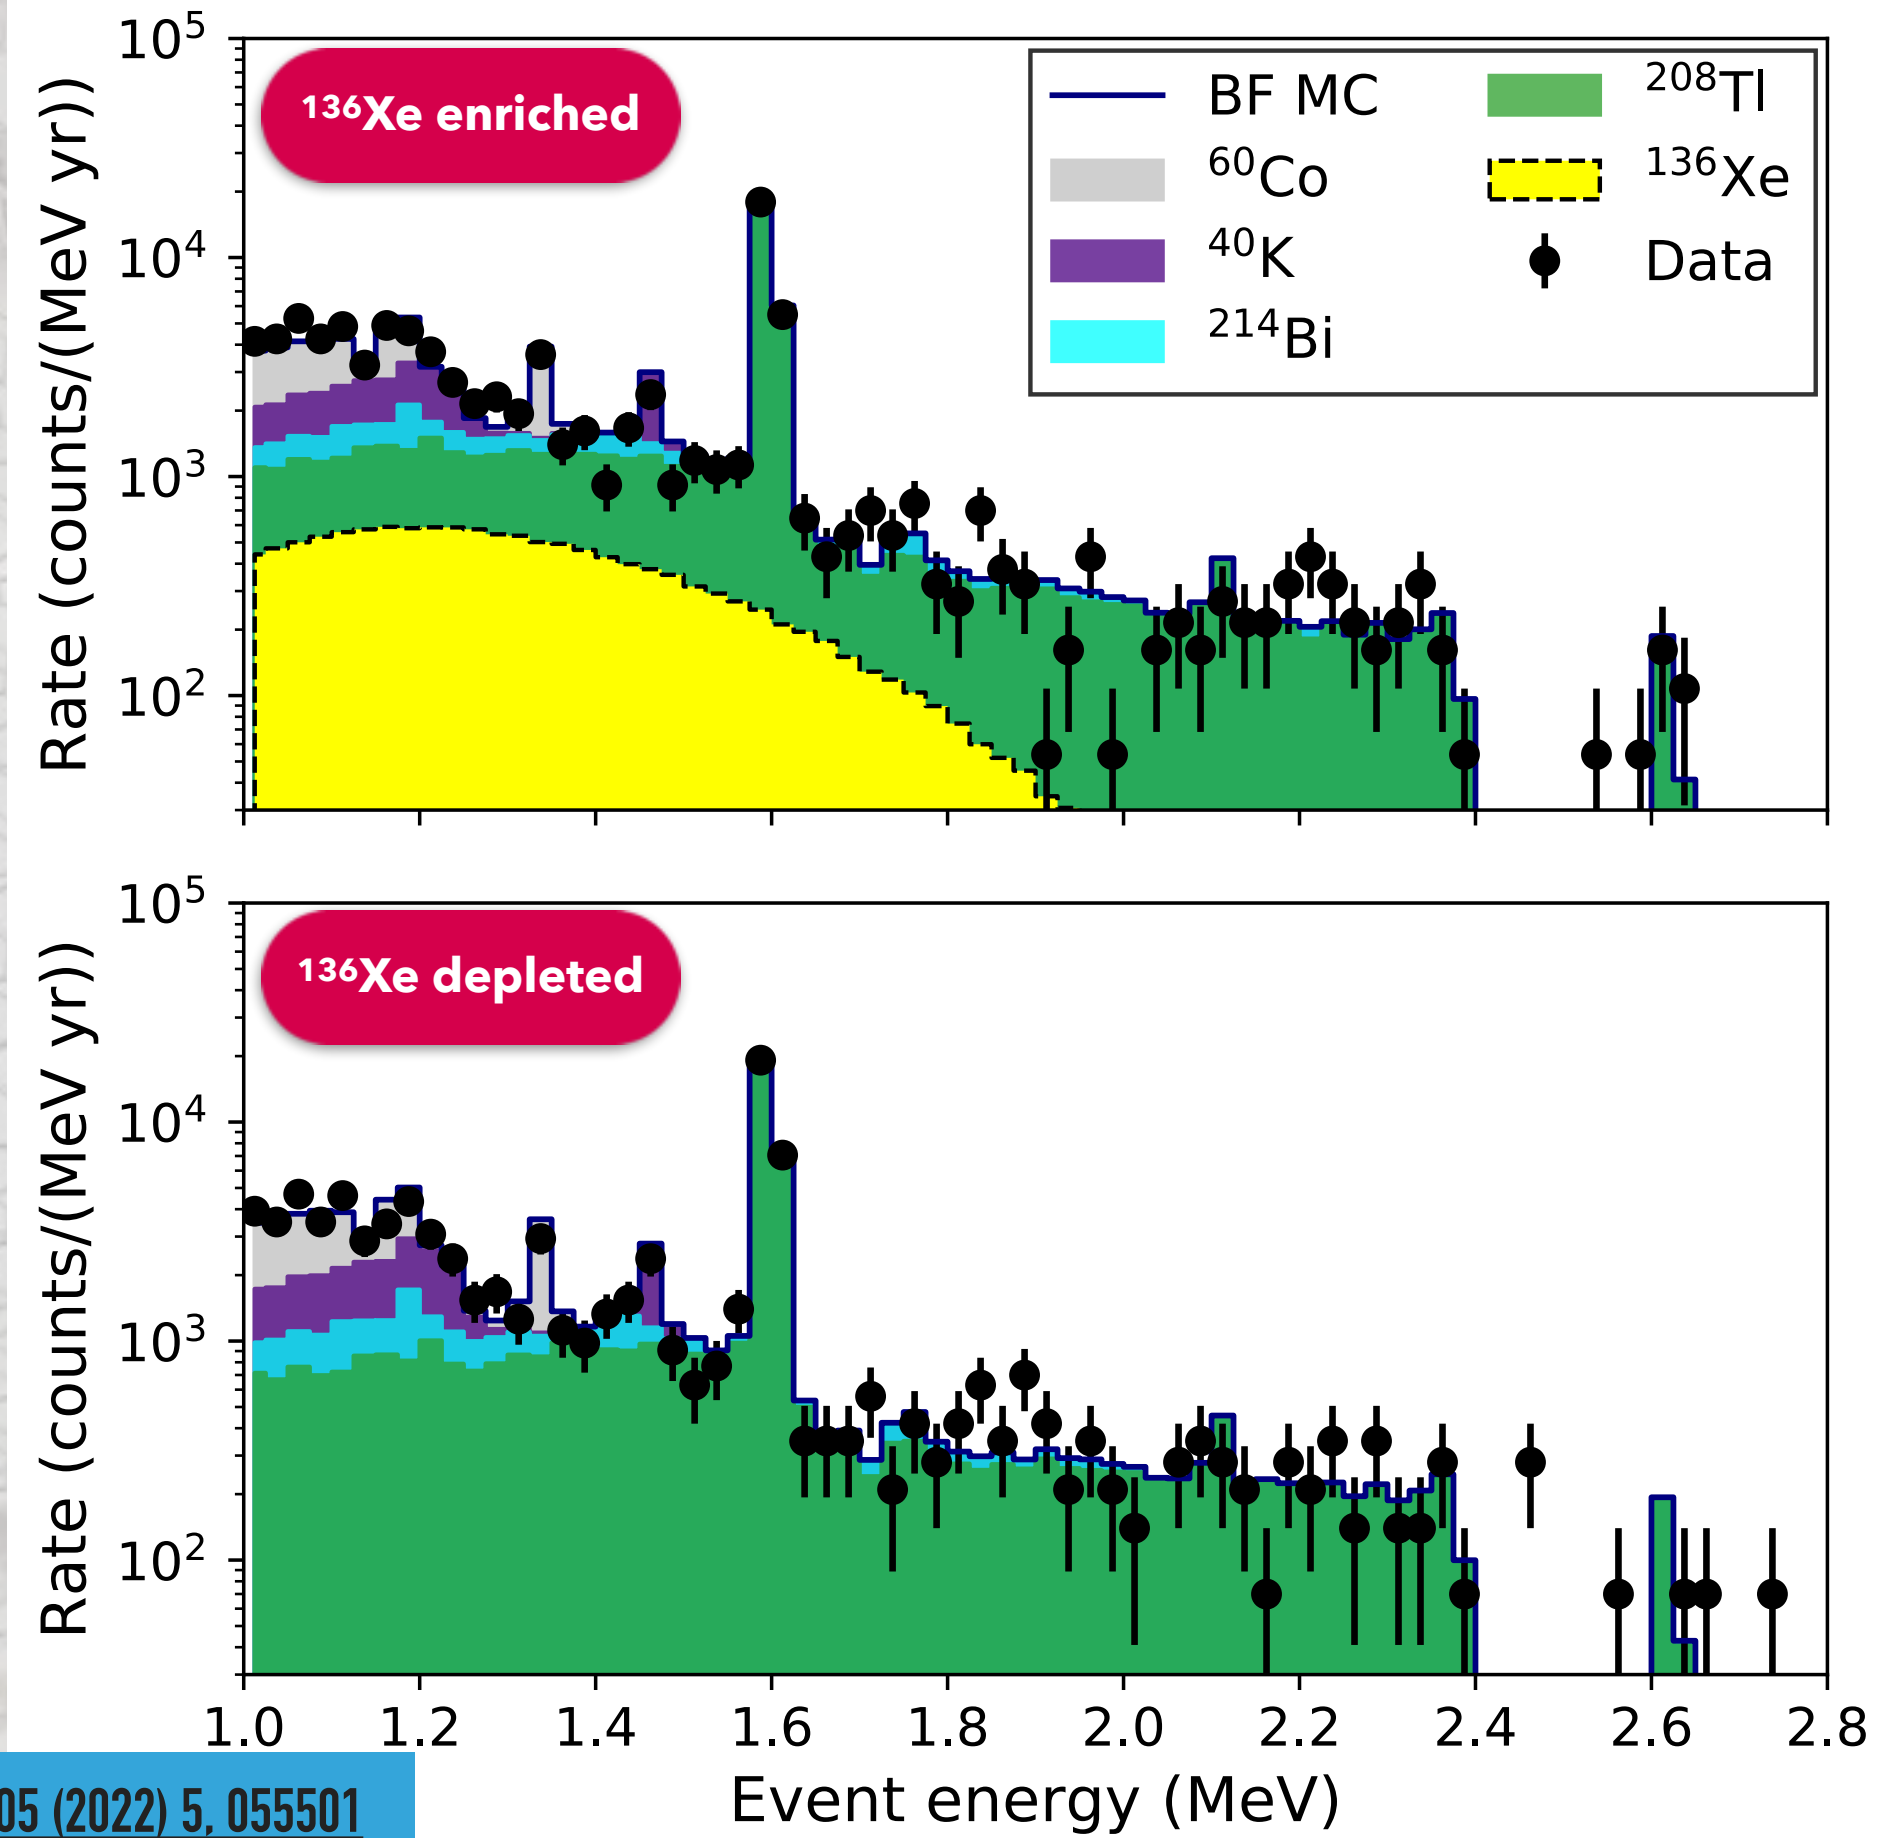 10⁵
10⁴
10³
10²
Rate (counts/(MeV yr))
¹³⁶Xe enriched
BF MC
⁶⁰Co
⁴⁰K
²¹⁴Bi
²⁰⁸Tl
¹³⁶Xe
Data
10⁵
10⁴
10³
10²
Rate (counts/(MeV yr))
¹³⁶Xe depleted
1.0 1.2 1.4 1.6 1.8 2.0 2.2 2.4 2.6 2.8
Event energy (MeV)
05 (2022) 5, 055501